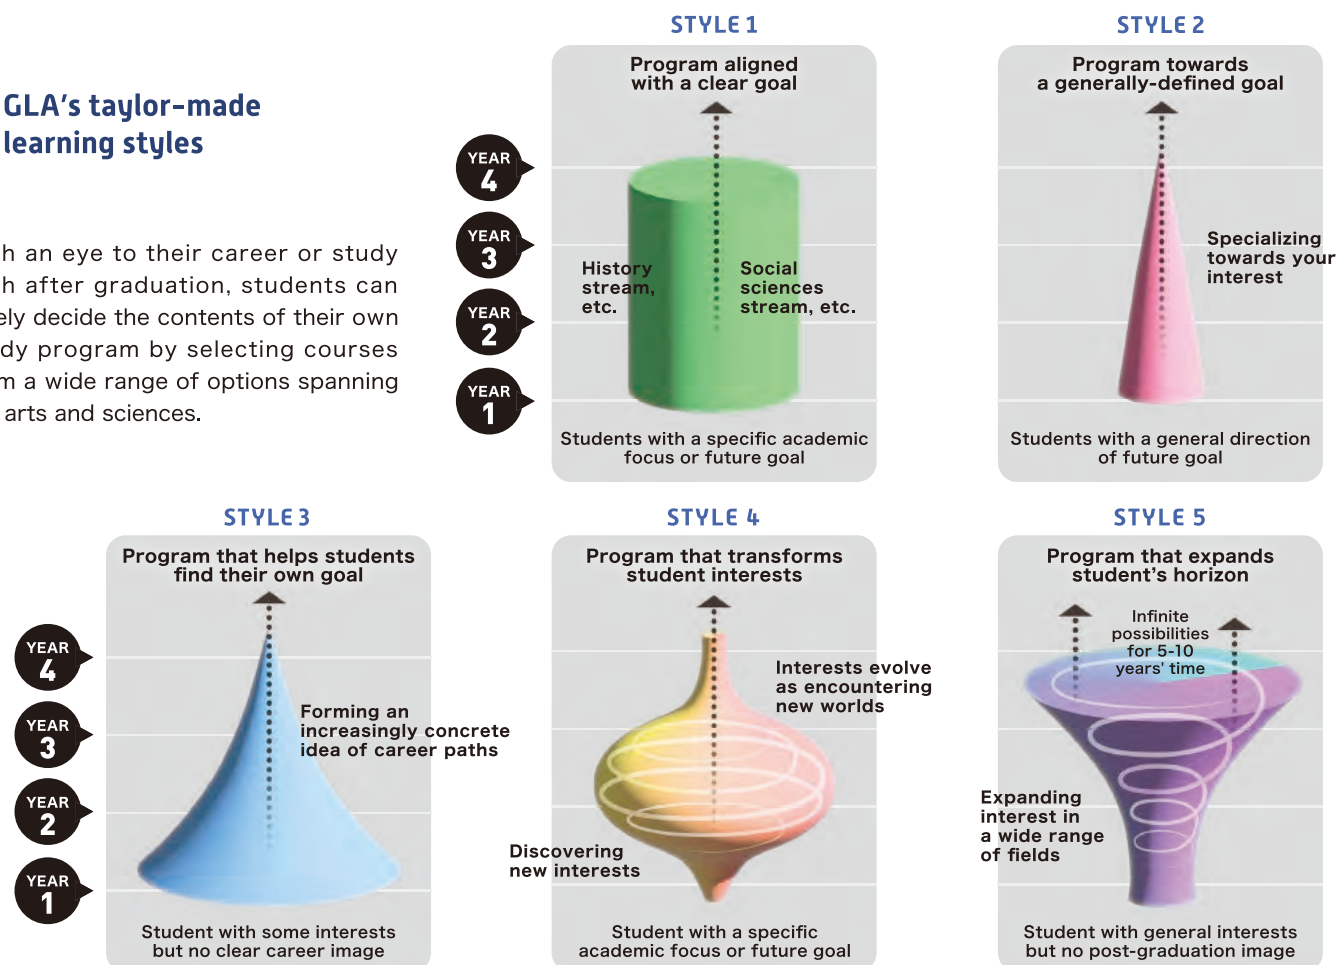 GLA's taylor-made
learning styles
h an eye to their career or study
h after graduation, students can
ely decide the contents of their own
dy program by selecting courses
m a wide range of options spanning
arts and sciences.
STYLE 1
Program aligned
with a clear goal
YEAR
4
YEAR
3
YEAR
2
YEAR
1
History
stream,
etc.
Social
sciences
stream, etc.
Students with a specific academic
focus or future goal
STYLE 2
Program towards
a generally-defined goal
Specializing
towards your
interest
Students with a general direction
of future goal
STYLE 3
Program that helps students
find their own goal
YEAR
4
YEAR
3
YEAR
2
YEAR
1
Forming an
increasingly concrete
idea of career paths
Student with some interests
but no clear career image
STYLE 4
Program that transforms
student interests
Interests evolve
as encountering
new worlds
Discovering
new interests
Student with a specific
academic focus or future goal
STYLE 5
Program that expands
student's horizon
Infinite
possibilities
for 5-10
years' time
Expanding
interest in
a wide range
of fields
Student with general interests
but no post-graduation image